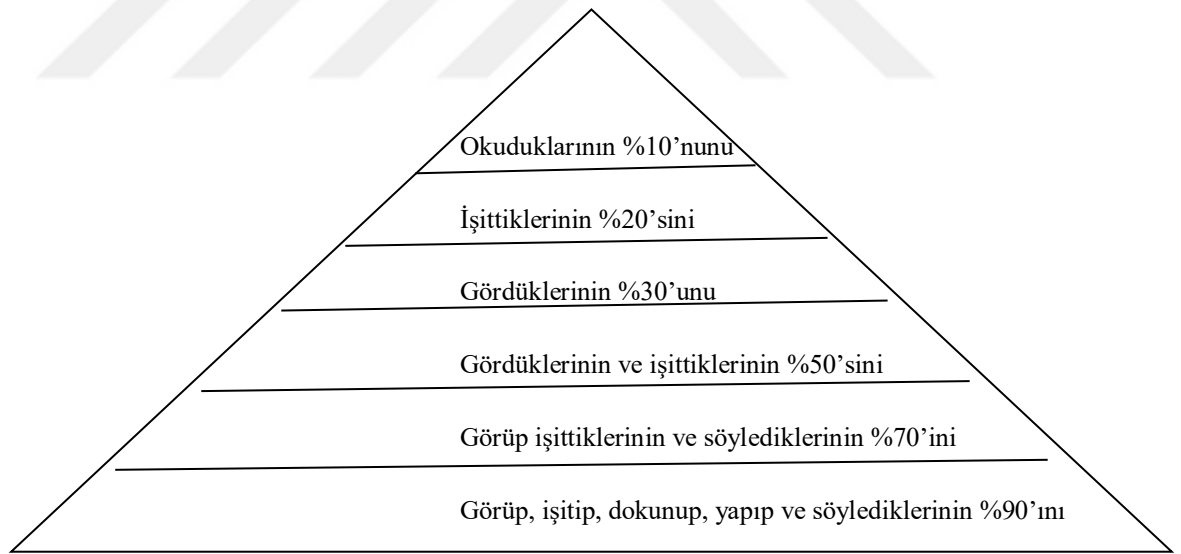 Okuduklarının %10’nunu
İşittiklerinin %20’sini
Gördüklerinin %30’unu
Gördüklerinin ve işittiklerinin %50’sini
Görüp işittiklerinin ve söylediklerinin %70’ini
Görüp, işitip, dokunup, yapıp ve söylediklerinin %90’ını